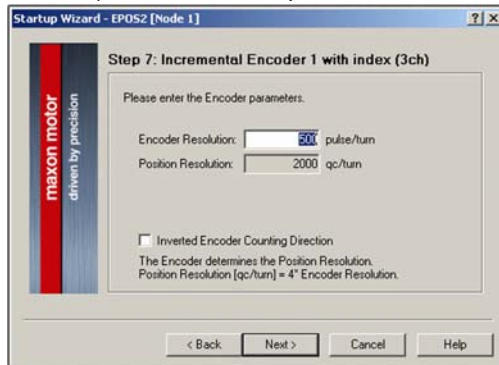 Startup Wizard - EPOS2 [Node 1]
Step 7: Incremental Encoder 1 with index (3ch)
maxon motor
driven by precision
Please enter the Encoder parameters.
Encoder Resolution: 500 pulse/turn
Position Resolution: 2000 qc/turn
Inverted Encoder Counting Direction
The Encoder determines the Position Resolution.
Position Resolution [qc/turn] = 4* Encoder Resolution.
< Back Next > Cancel Help